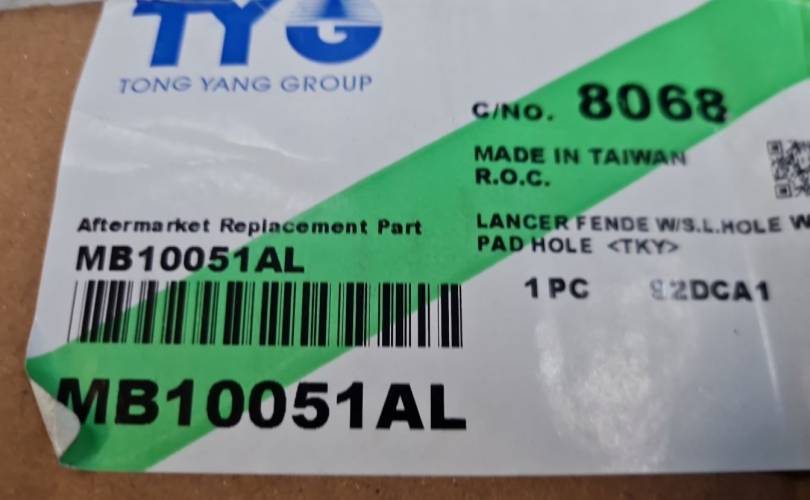 TYG
TONG YANG GROUP
C/NO. 8068
MADE IN TAIWAN
R.O.C.
Aftermarket Replacement Part
MB10051AL
LANCER FENDE W/S.L.HOLE W
PAD HOLE <TKY>
1 PC 92DCA1
MB10051AL